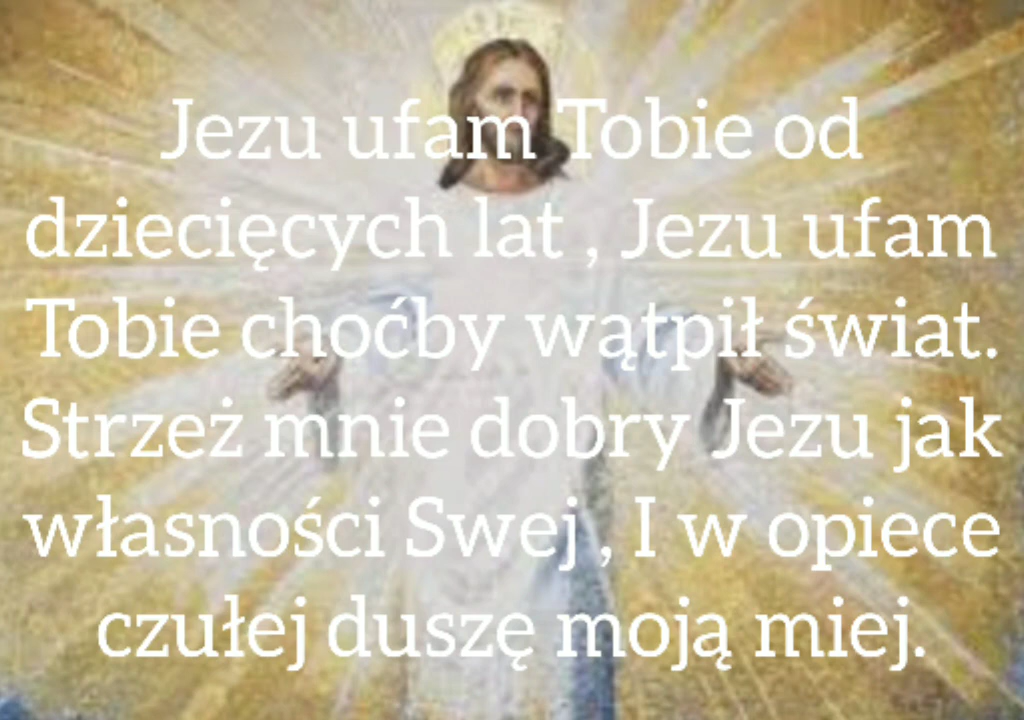 Jezu ufam Tobie od
dziecięcych lat , Jezu ufam
Tobie choćby wątpił świat.
Strzeż mnie dobry Jezu jak
własności Swej , I w opiece
czułej duszę moją miej.